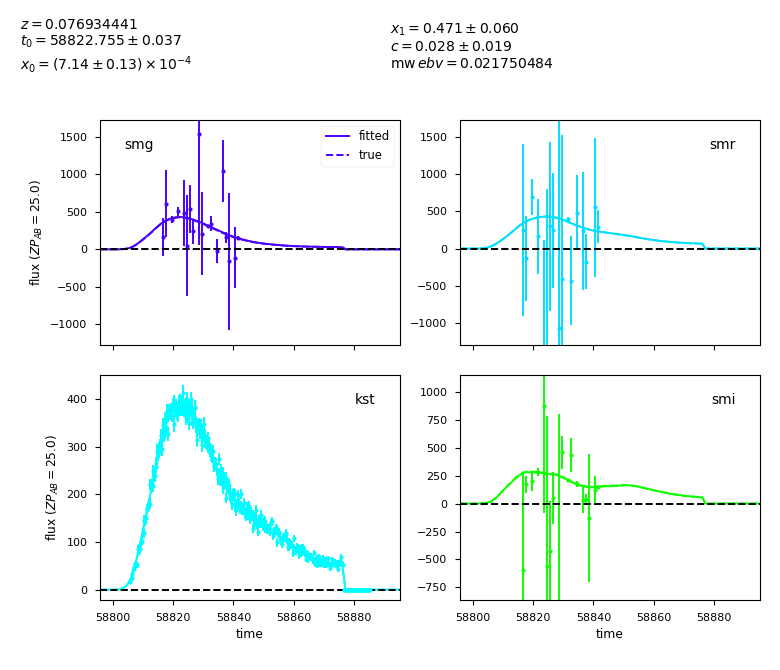 z = 0.076934441
t₀ = 58822.755 ± 0.037
x₀ = (7.14 ± 0.13) × 10⁻⁴
x₁ = 0.471 ± 0.060
c = 0.028 ± 0.019
mw ebv = 0.021750484
smg
fitted
true
1500
1000
500
0
−500
−1000
flux (ZP_AB = 25.0)
smr
1500
1000
500
0
−500
−1000
kst
400
300
200
100
0
flux (ZP_AB = 25.0)
58800 58820 58840 58860 58880
time
smi
1000
750
500
250
0
−250
−500
−750
58800 58820 58840 58860 58880
time